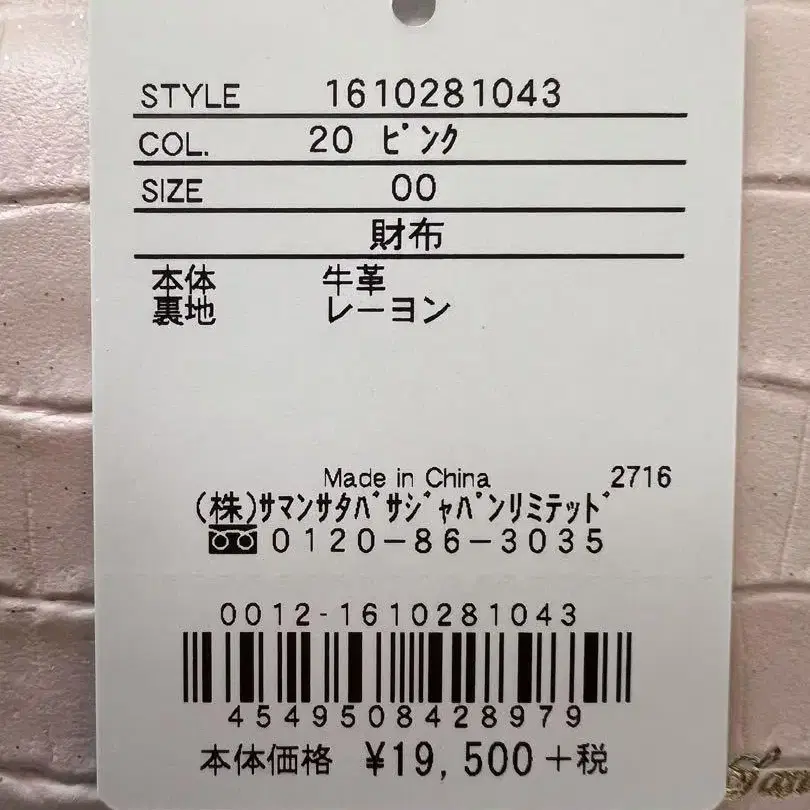 STYLE 1610281043
COL. 20 ﾋﾟﾝｸ
SIZE 00
財布
本体 牛革
裏地 レーヨン
Made in China 2716
(株)ｻﾏﾝｻﾀﾊﾞｻｼﾞｬﾊﾟﾝﾘﾐﾃｯﾄﾞ
0120-86-3035
0012-1610281043
4549508428979
本体価格 ¥19,500+税